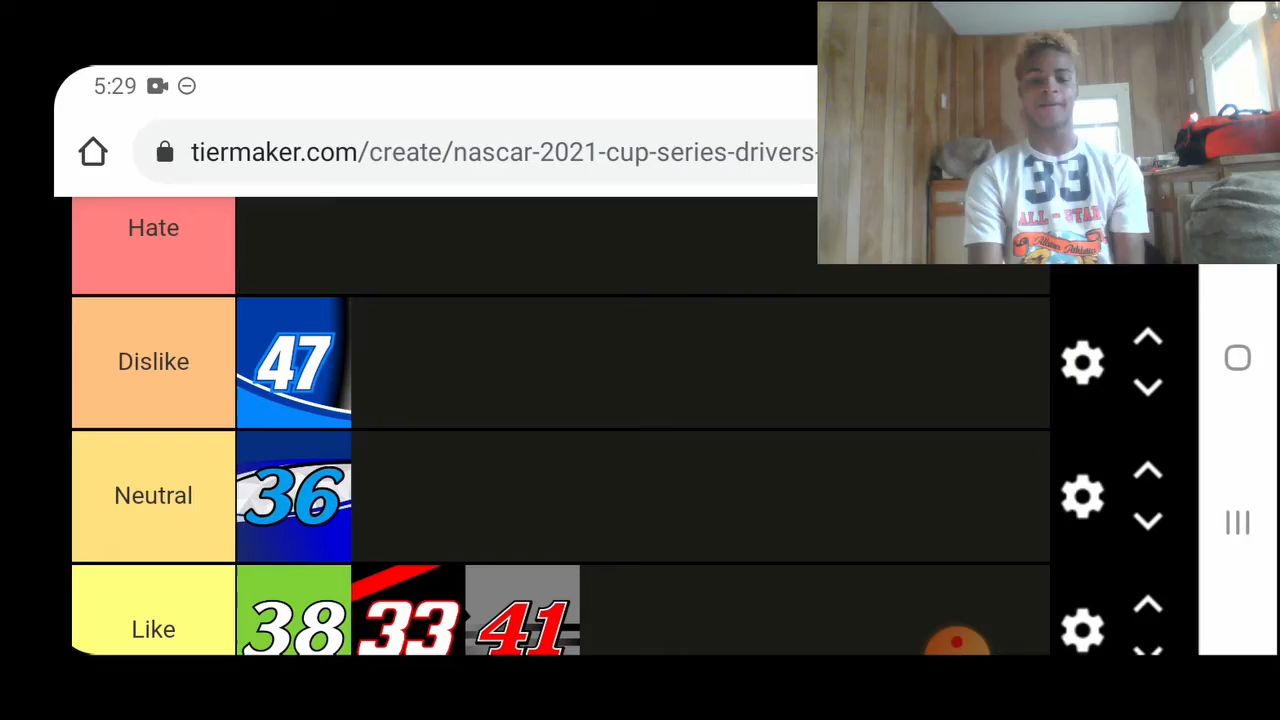 5:29
tiermaker.com/create/nascar-2021-cup-series-drivers-
33
ALL-STAR
Hate
Dislike
47
Neutral
36
Like
38 33 41